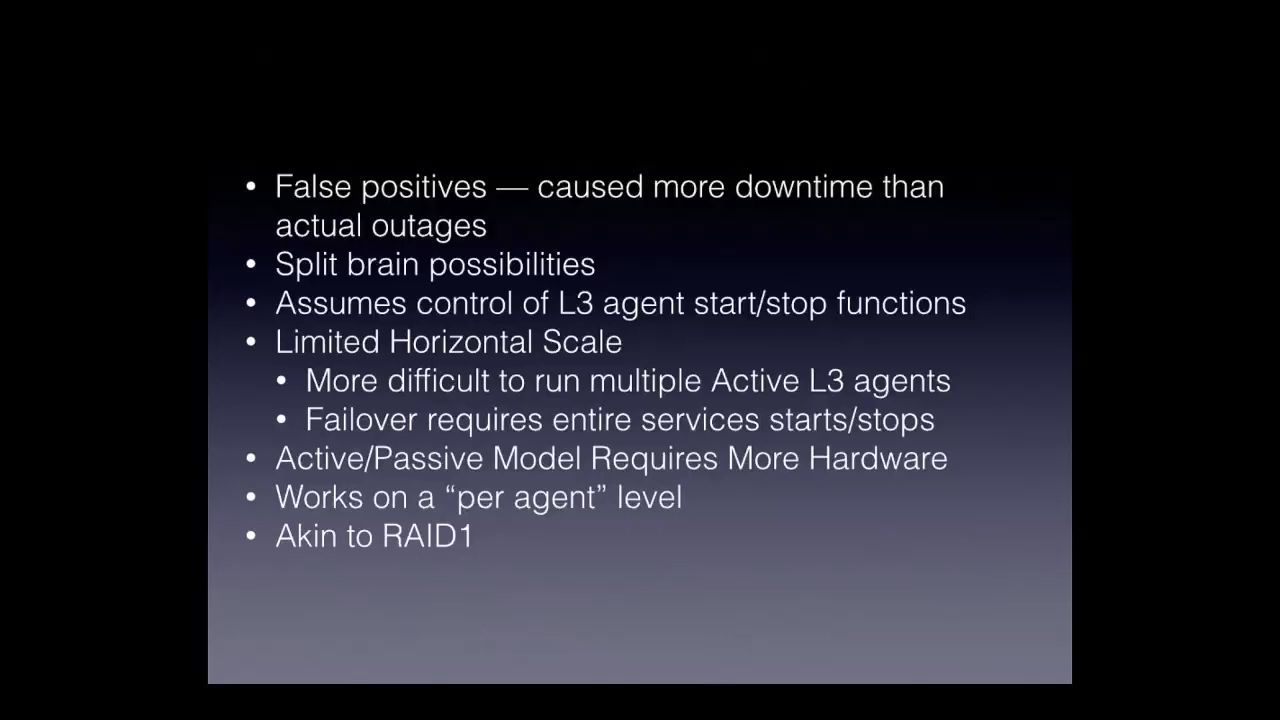 • False positives — caused more downtime than
actual outages
• Split brain possibilities
• Assumes control of L3 agent start/stop functions
• Limited Horizontal Scale
• More difficult to run multiple Active L3 agents
• Failover requires entire services starts/stops
• Active/Passive Model Requires More Hardware
• Works on a “per agent” level
• Akin to RAID1